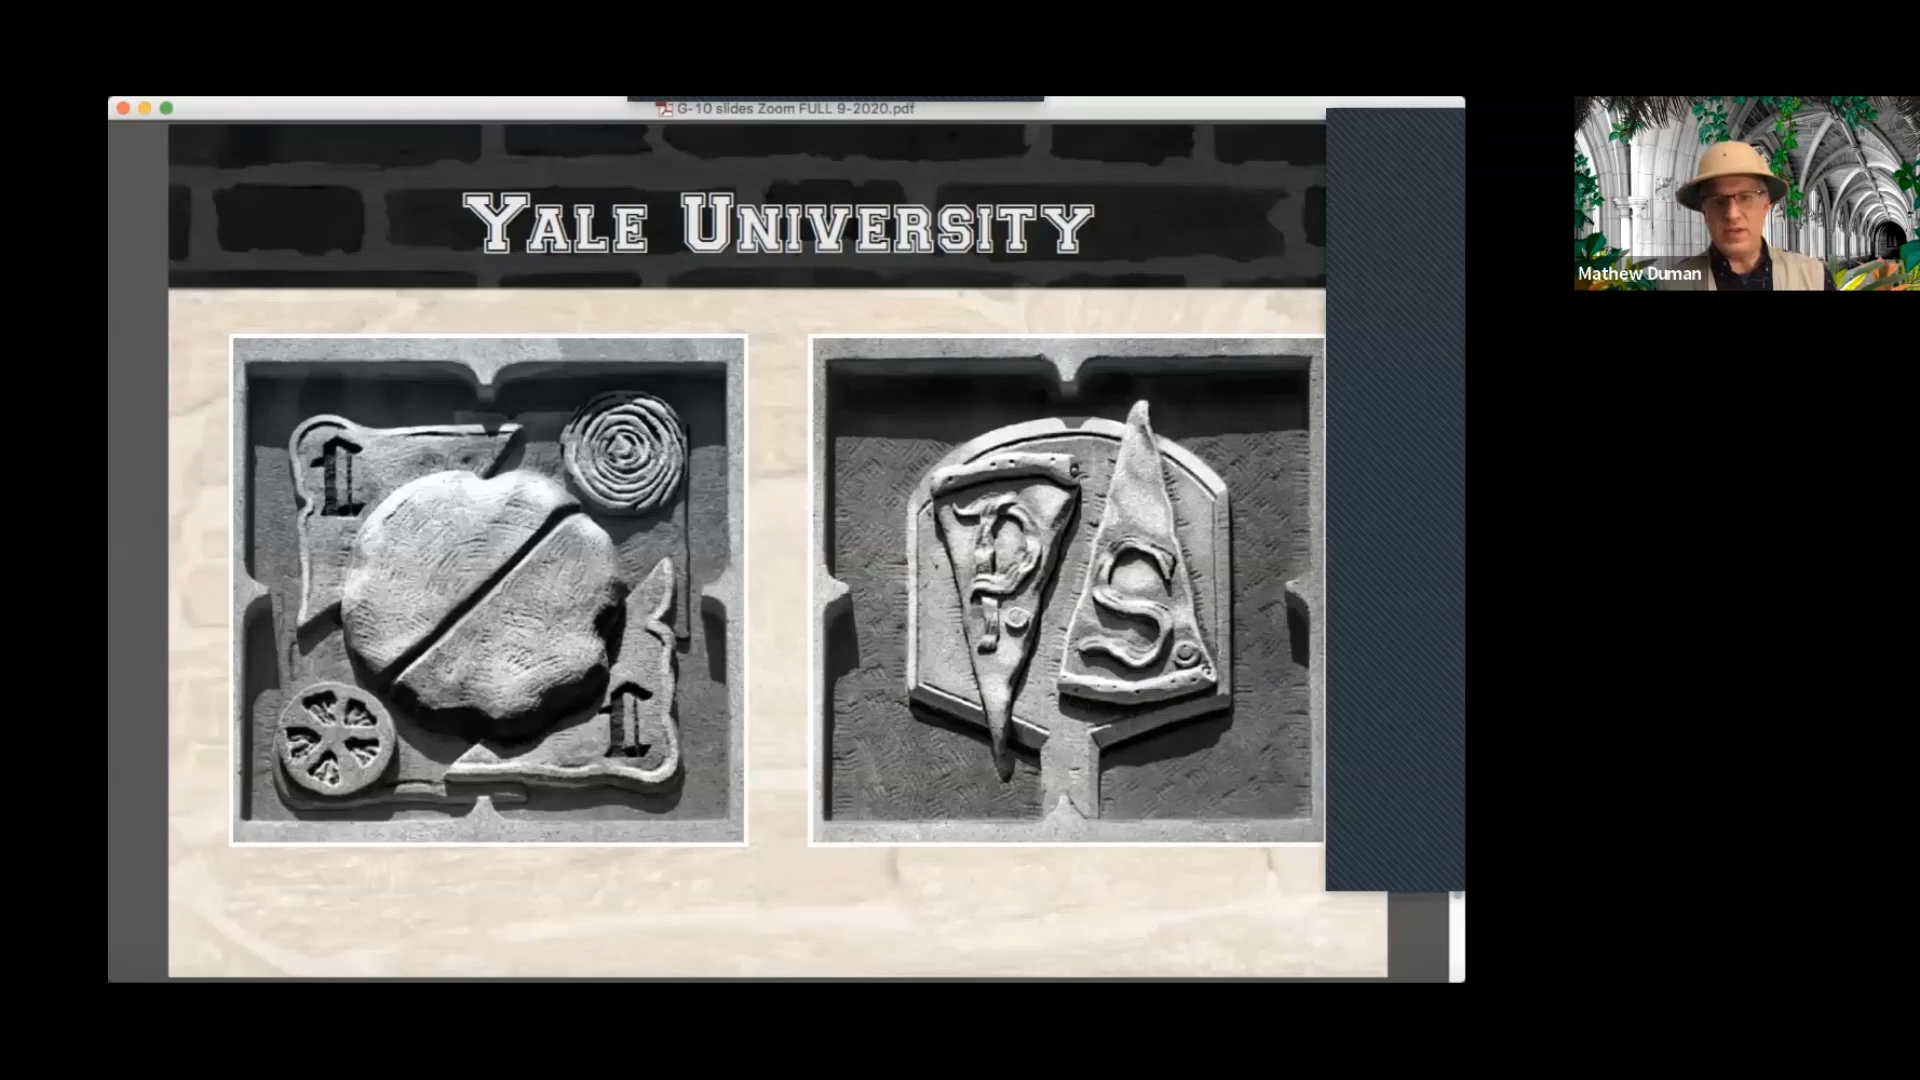 G-10 slides Zoom FULL 9-2020.pdf
YALE UNIVERSITY
L
L
P.
S
Mathew Duman